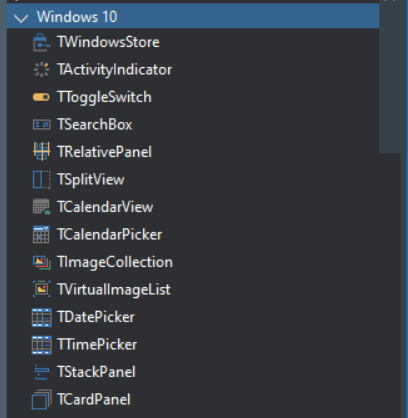 Windows 10
TWindowsStore
TActivityIndicator
TToggleSwitch
TSearchBox
TRelativePanel
TSplitView
TCalendarView
TCalendarPicker
TImageCollection
TVirtualImageList
TDatePicker
TTimePicker
TStackPanel
TCardPanel